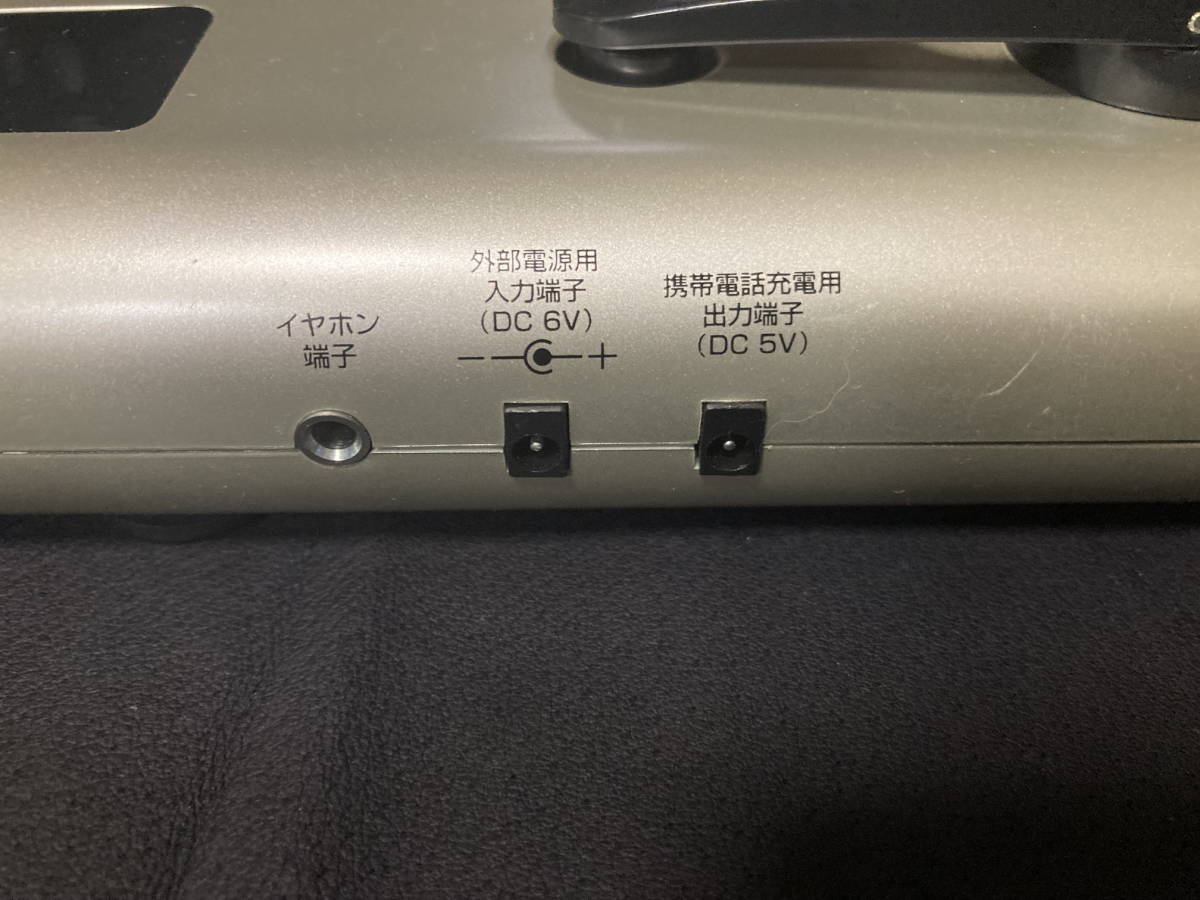 イヤホン
端子
外部電源用
入力端子
(DC 6V)
− +
携帯電話充電用
出力端子
(DC 5V)